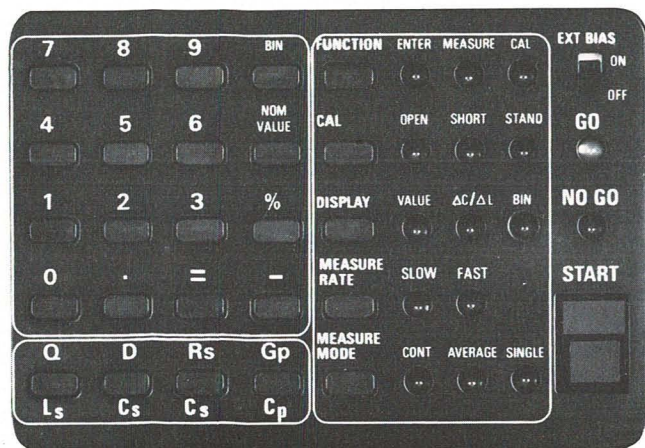 7 8 9 BIN
4 5 6 NOM VALUE
1 2 3 %
0 . = −
Q D Rs Gp
Ls Cs Cs Cp
FUNCTION ENTER MEASURE CAL
CAL OPEN SHORT STAND
DISPLAY VALUE ΔC/ΔL BIN
MEASURE RATE SLOW FAST
MEASURE MODE CONT AVERAGE SINGLE
EXT BIAS
ON
OFF
GO
NO GO
START